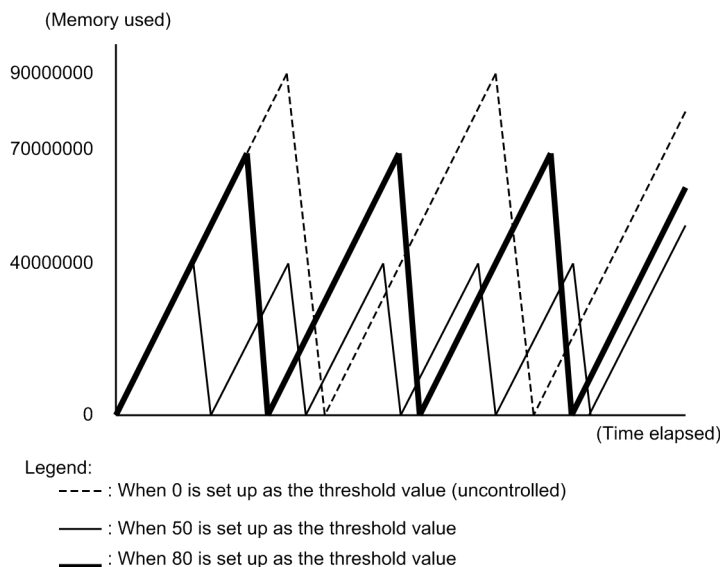 (Memory used)
90000000
70000000
40000000
0
(Time elapsed)
Legend:
: When 0 is set up as the threshold value (uncontrolled)
: When 50 is set up as the threshold value
: When 80 is set up as the threshold value